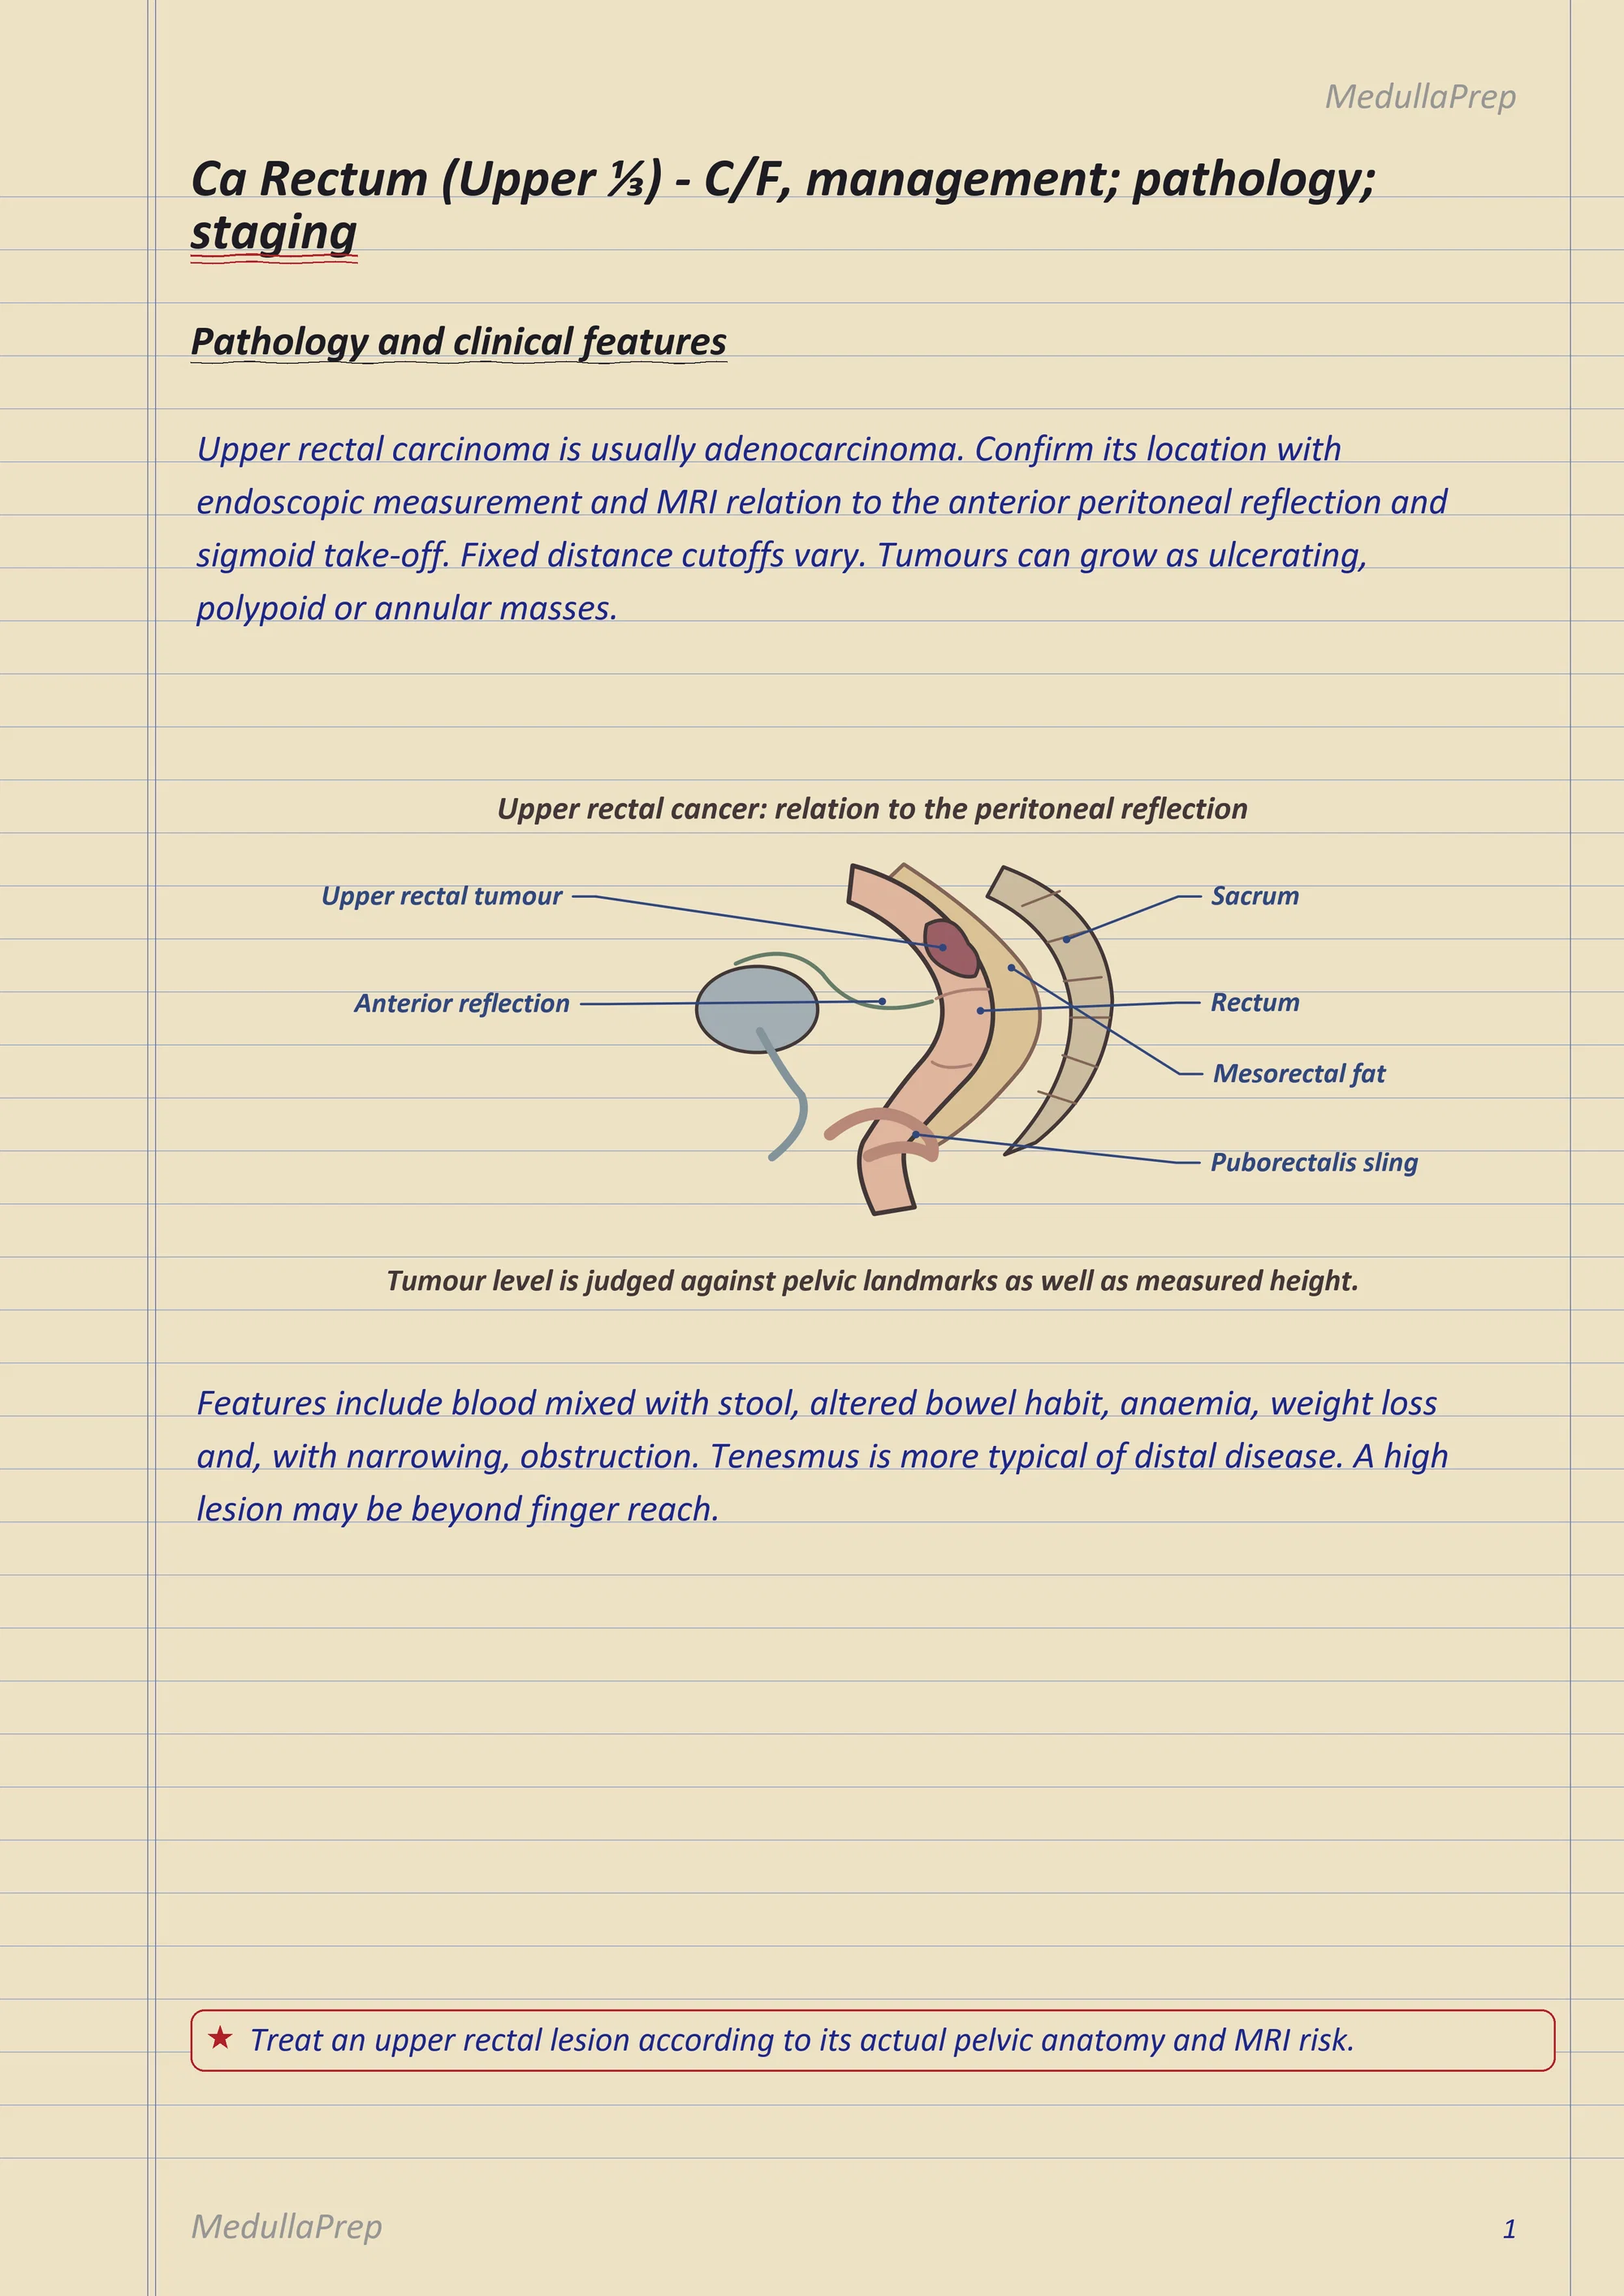 MedullaPrep
Ca Rectum (Upper ⅓) - C/F, management; pathology;
staging
Pathology and clinical features
Upper rectal carcinoma is usually adenocarcinoma. Confirm its location with
endoscopic measurement and MRI relation to the anterior peritoneal reflection and
sigmoid take-off. Fixed distance cutoffs vary. Tumours can grow as ulcerating,
polypoid or annular masses.
Upper rectal cancer: relation to the peritoneal reflection
Upper rectal tumour
Sacrum
Anterior reflection
Rectum
Mesorectal fat
Puborectalis sling
Tumour level is judged against pelvic landmarks as well as measured height.
Features include blood mixed with stool, altered bowel habit, anaemia, weight loss
and, with narrowing, obstruction. Tenesmus is more typical of distal disease. A high
lesion may be beyond finger reach.
★ Treat an upper rectal lesion according to its actual pelvic anatomy and MRI risk.
MedullaPrep
1